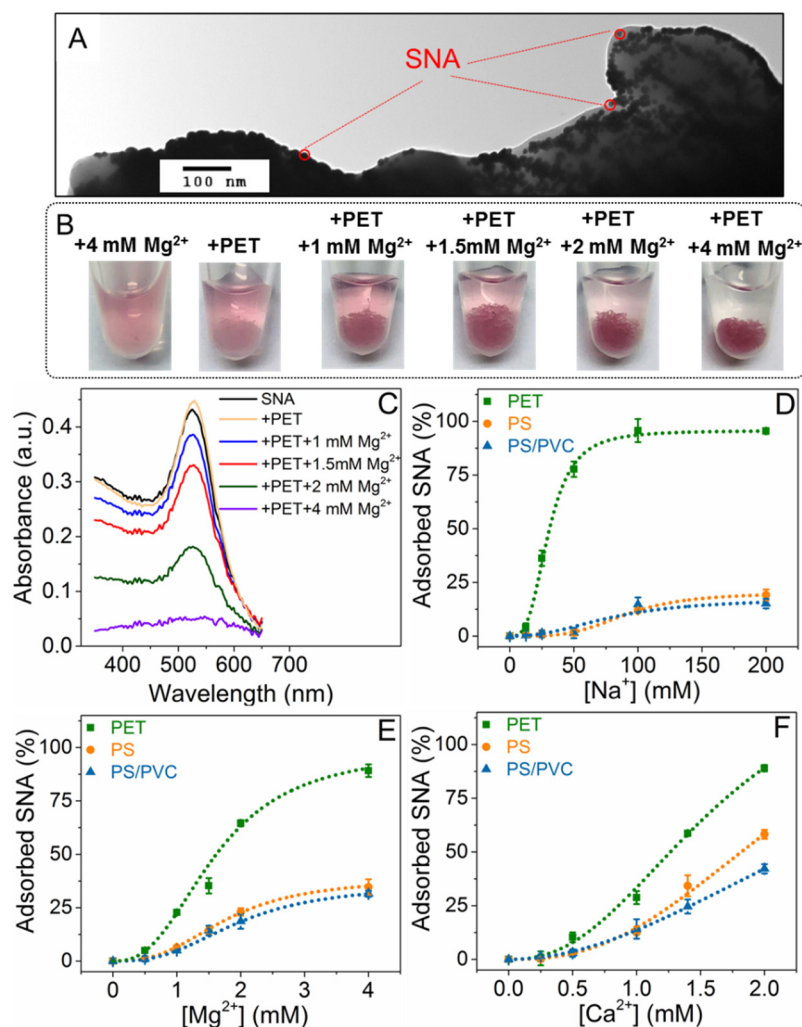 A
SNA
100 nm
B
+4 mM Mg²⁺
+PET
+PET
+1 mM Mg²⁺
+PET
+1.5mM Mg²⁺
+PET
+2 mM Mg²⁺
+PET
+4 mM Mg²⁺
C
SNA
+PET
+PET+1 mM Mg²⁺
+PET+1.5mM Mg²⁺
+PET+2 mM Mg²⁺
+PET+4 mM Mg²⁺
Absorbance (a.u.)
0.4
0.3
0.2
0.1
0.0
400 500 600 700
Wavelength (nm)
D
PET
PS
PS/PVC
Adsorbed SNA (%)
100
75
50
25
0
0 50 100 150 200
[Na⁺] (mM)
E
PET
PS
PS/PVC
Adsorbed SNA (%)
100
75
50
25
0
0 1 2 3 4
[Mg²⁺] (mM)
F
PET
PS
PS/PVC
Adsorbed SNA (%)
100
75
50
25
0
0.0 0.5 1.0 1.5 2.0
[Ca²⁺] (mM)